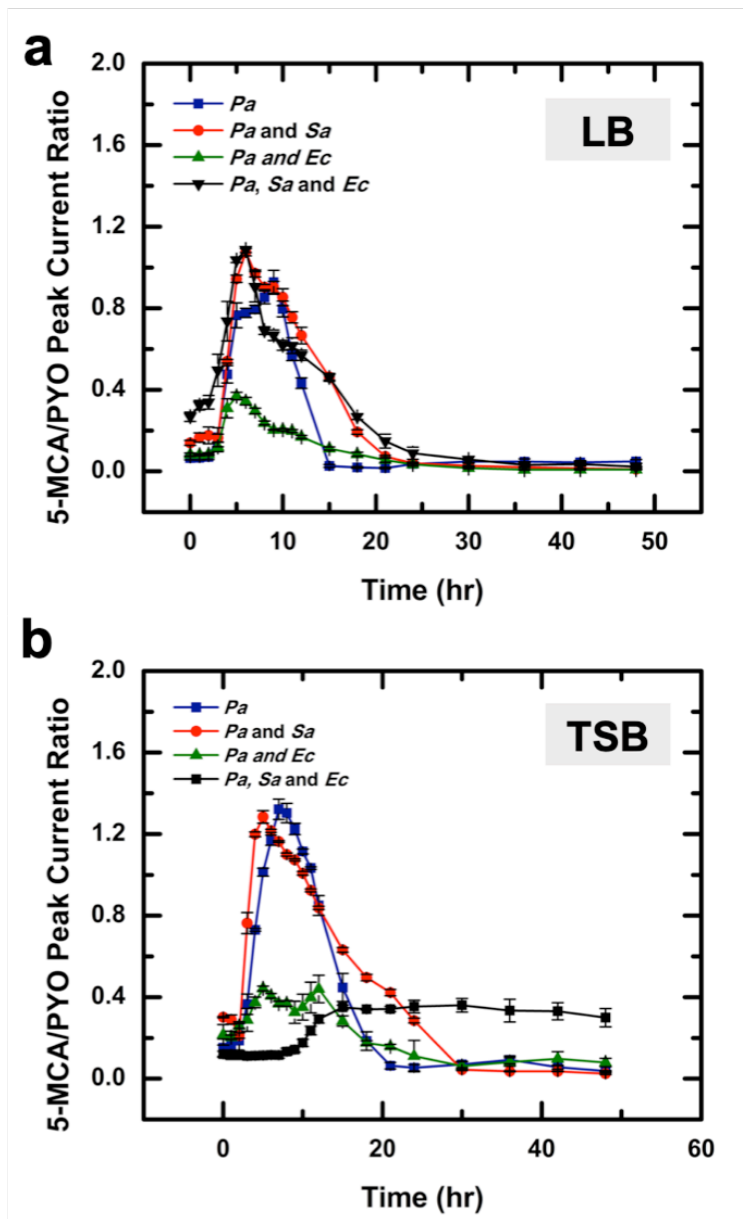 a
2.0
1.6
1.2
0.8
0.4
0.0
5-MCA/PYO Peak Current Ratio
Pa
Pa and Sa
Pa and Ec
Pa, Sa and Ec
LB
0 10 20 30 40 50
Time (hr)
b
2.0
1.6
1.2
0.8
0.4
0.0
5-MCA/PYO Peak Current Ratio
Pa
Pa and Sa
Pa and Ec
Pa, Sa and Ec
TSB
0 20 40 60
Time (hr)